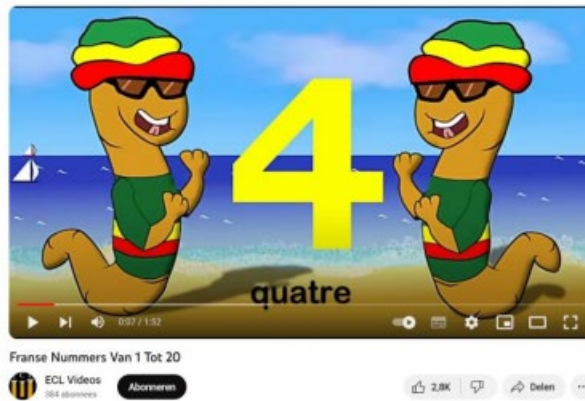 4
quatre
0:07 / 1:52
Franse Nummers Van 1 Tot 20
ECL Videos
384 abonnees
Abonneren
2,8K
Delen